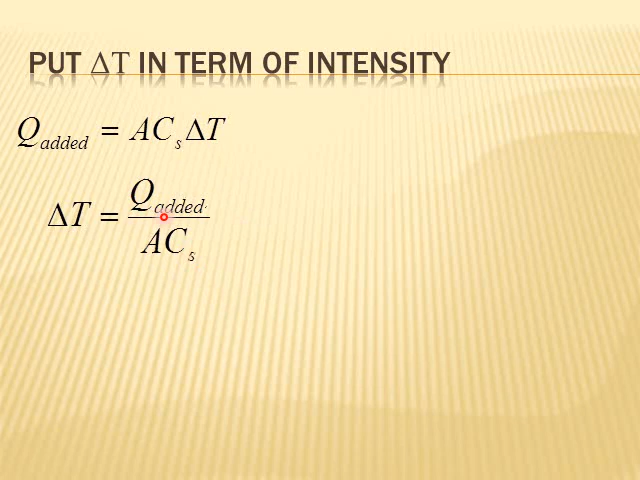 PUT ΔT IN TERM OF INTENSITY
Q_added = AC_s ΔT
ΔT = Q_added / AC_s